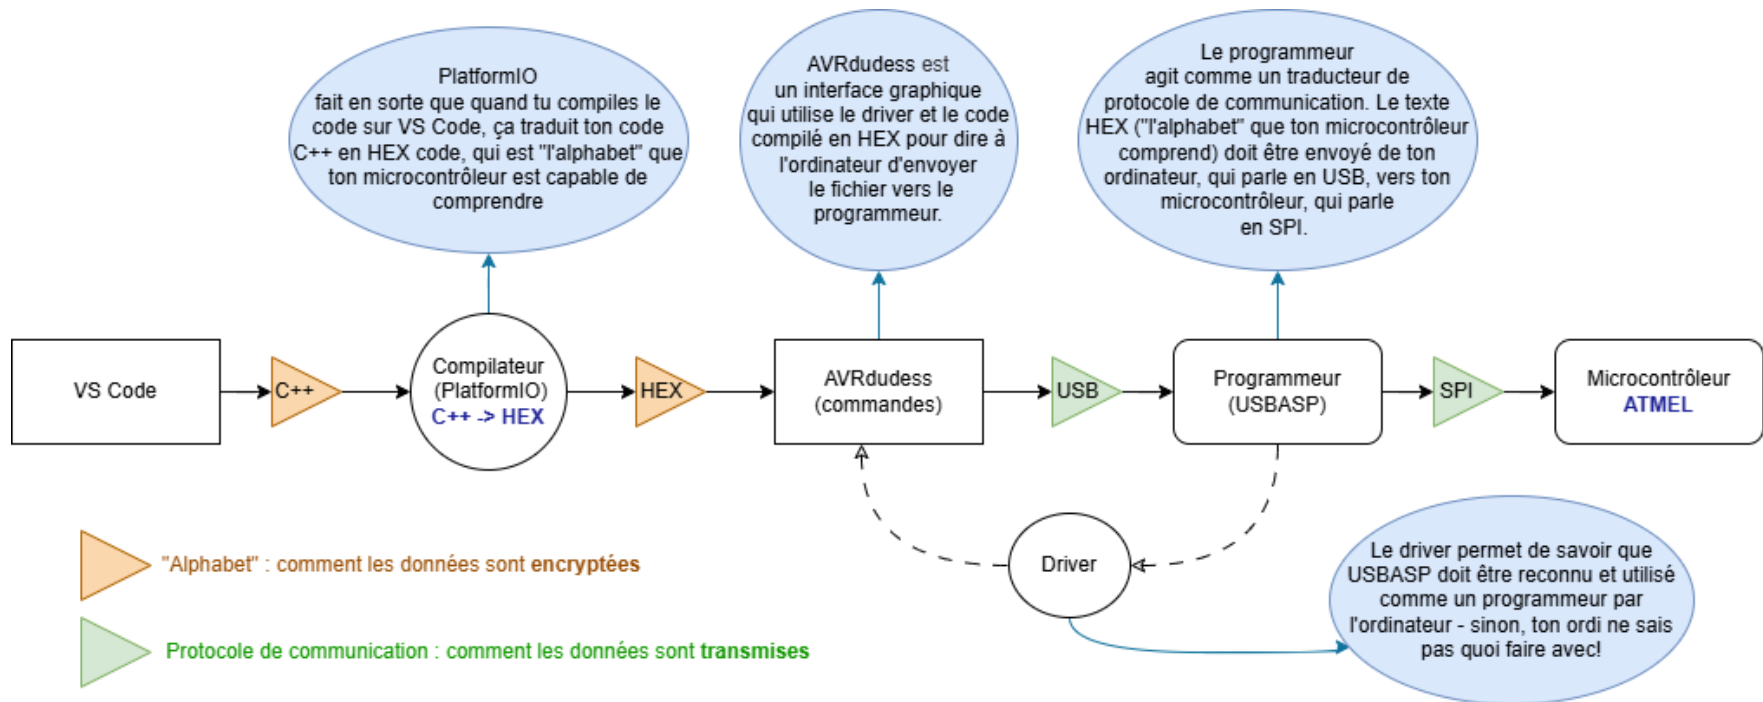 PlatformIO
fait en sorte que quand tu compiles le
code sur VS Code, ça traduit ton code
C++ en HEX code, qui est "l'alphabet" que
ton microcontrôleur est capable de
comprendre
AVRdudess est
un interface graphique
qui utilise le driver et le code
compilé en HEX pour dire à
l'ordinateur d'envoyer
le fichier vers le
programmeur.
Le programmeur
agit comme un traducteur de
protocole de communication. Le texte
HEX ("l'alphabet" que ton microcontrôleur
comprend) doit être envoyé de ton
ordinateur, qui parle en USB, vers ton
microcontrôleur, qui parle
en SPI.
VS Code
C++
Compilateur
(PlatformIO)
C++ -> HEX
HEX
AVRdudess
(commandes)
USB
Programmeur
(USBASP)
SPI
Microcontrôleur
ATMEL
Driver
Le driver permet de savoir que
USBASP doit être reconnu et utilisé
comme un programmeur par
l'ordinateur - sinon, ton ordi ne sais
pas quoi faire avec!
"Alphabet" : comment les données sont encryptées
Protocole de communication : comment les données sont transmises